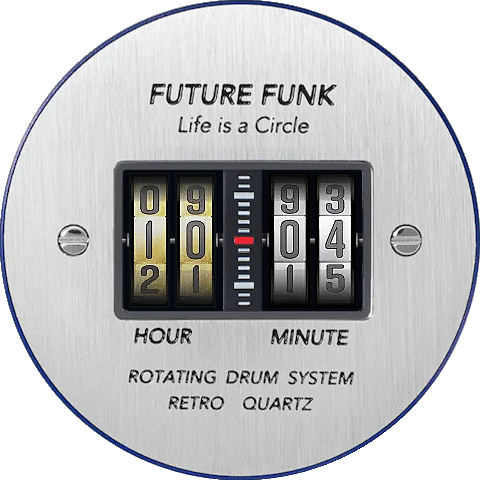 FUTURE FUNK
Life is a Circle
0 9 9 3
1 0 0 4
2 1 1 5
HOUR MINUTE
ROTATING DRUM SYSTEM
RETRO QUARTZ